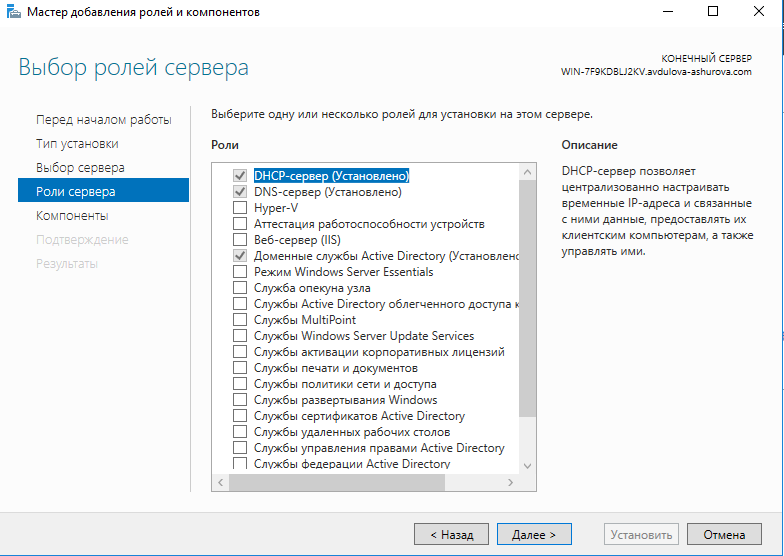 Мастер добавления ролей и компонентов
Выбор ролей сервера
КОНЕЧНЫЙ СЕРВЕР
WIN-7F9KDBLJ2KV.avdulova-ashurova.com
Перед началом работы
Тип установки
Выбор сервера
Роли сервера
Компоненты
Подтверждение
Результаты
Выберите одну или несколько ролей для установки на этом сервере.
Роли
DHCP-сервер (Установлено)
DNS-сервер (Установлено)
Hyper-V
Аттестация работоспособности устройств
Веб-сервер (IIS)
Доменные службы Active Directory (Установлено
Режим Windows Server Essentials
Служба опекуна узла
Службы Active Directory облегченного доступа к
Службы MultiPoint
Службы Windows Server Update Services
Службы активации корпоративных лицензий
Службы печати и документов
Службы политики сети и доступа
Службы развертывания Windows
Службы сертификатов Active Directory
Службы удаленных рабочих столов
Службы управления правами Active Directory
Службы федерации Active Directory
Описание
DHCP-сервер позволяет
централизованно настраивать
временные IP-адреса и связанные
с ними данные, предоставлять их
клиентским компьютерам, а также
управлять ими.
< Назад
Далее >
Установить
Отмена